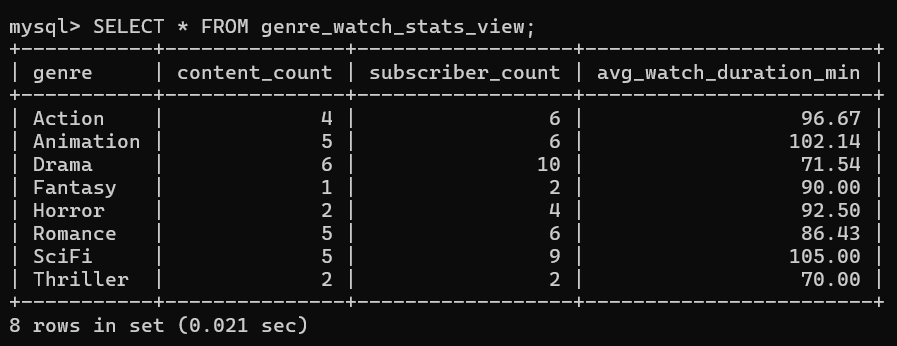 mysql> SELECT * FROM genre_watch_stats_view;
+-----------+---------------+------------------+------------------------+
| genre     | content_count | subscriber_count | avg_watch_duration_min |
+-----------+---------------+------------------+------------------------+
| Action    |             4 |                6 |                  96.67 |
| Animation |             5 |                6 |                 102.14 |
| Drama     |             6 |               10 |                  71.54 |
| Fantasy   |             1 |                2 |                  90.00 |
| Horror    |             2 |                4 |                  92.50 |
| Romance   |             5 |                6 |                  86.43 |
| SciFi     |             5 |                9 |                 105.00 |
| Thriller  |             2 |                2 |                  70.00 |
+-----------+---------------+------------------+------------------------+
8 rows in set (0.021 sec)